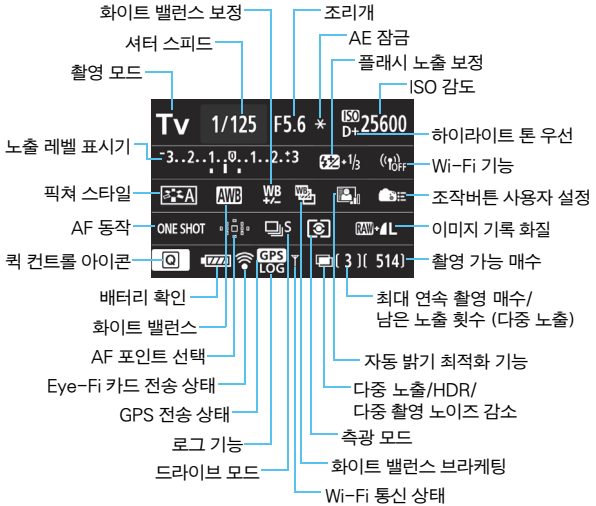 화이트 밸런스 보정
조리개
셔터 스피드
AE 잠금
촬영 모드
플래시 노출 보정
ISO 감도
Tv 1/125 F5.6 ISO D+ 25600
노출 레벨 표시기
하이라이트 톤 우선
-3..2..1..0..1..2.+3 +1/3 OFF
Wi-Fi 기능
픽쳐 스타일
A AWB WB +/- WB
조작버튼 사용자 설정
AF 동작
ONE SHOT S RAW+ L
이미지 기록 화질
퀵 컨트롤 아이콘
Q GPS LOG ( 3 ) ( 514)
촬영 가능 매수
배터리 확인
최대 연속 촬영 매수/
남은 노출 횟수 (다중 노출)
화이트 밸런스
AF 포인트 선택
자동 밝기 최적화 기능
Eye-Fi 카드 전송 상태
다중 노출/HDR/
다중 촬영 노이즈 감소
GPS 전송 상태
측광 모드
로그 기능
화이트 밸런스 브라케팅
드라이브 모드
Wi-Fi 통신 상태